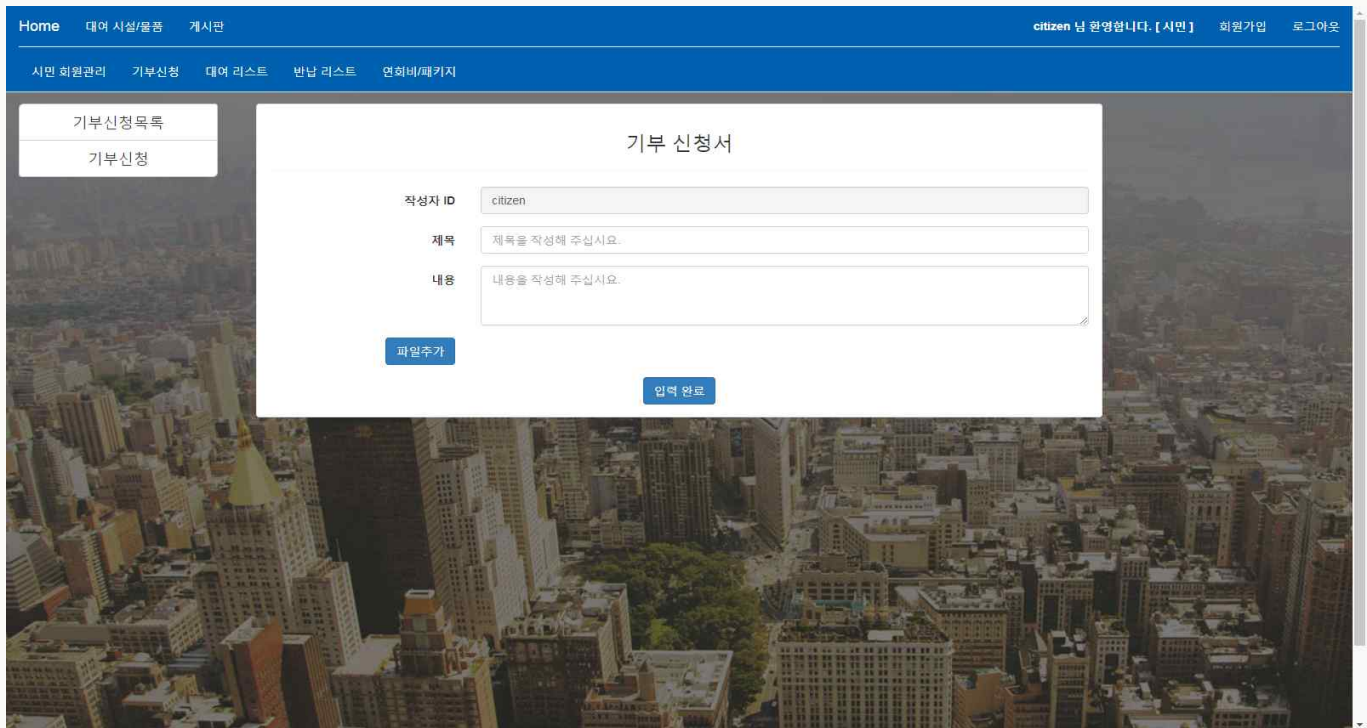 Home 대여 시설/물품 게시판 citizen 님 환영합니다. [ 시민 ] 회원가입 로그아웃
시민 회원관리 기부신청 대여 리스트 반납 리스트 연회비/패키지
기부신청목록
기부신청
기부 신청서
작성자 ID citizen
제목 제목을 작성해 주십시요.
내용 내용을 작성해 주십시요.
파일추가
입력 완료